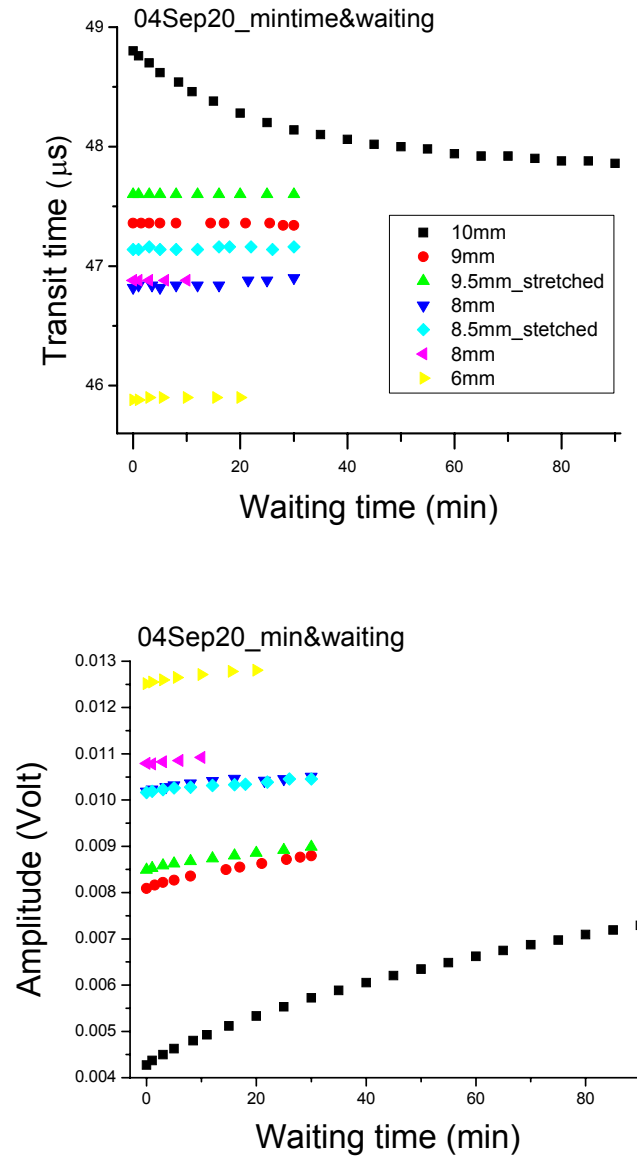 04Sep20_mintime&waiting
49
48
47
46
Transit time (μs)
10mm
9mm
9.5mm_stretched
8mm
8.5mm_stetched
8mm
6mm
0 20 40 60 80
Waiting time (min)
04Sep20_min&waiting
0.013
0.012
0.011
0.010
0.009
0.008
0.007
0.006
0.005
0.004
Amplitude (Volt)
0 20 40 60 80
Waiting time (min)